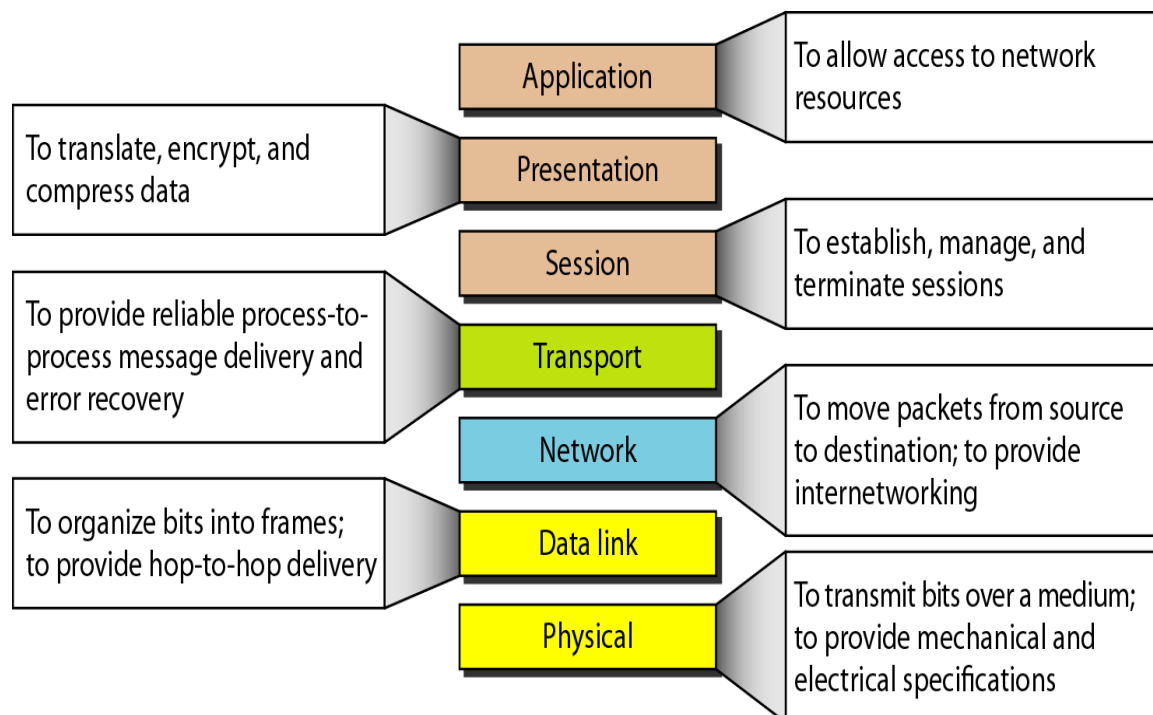 Application
To allow access to network
resources
To translate, encrypt, and
compress data
Presentation
Session
To establish, manage, and
terminate sessions
To provide reliable process-to-
process message delivery and
error recovery
Transport
Network
To move packets from source
to destination; to provide
internetworking
To organize bits into frames;
to provide hop-to-hop delivery
Data link
Physical
To transmit bits over a medium;
to provide mechanical and
electrical specifications